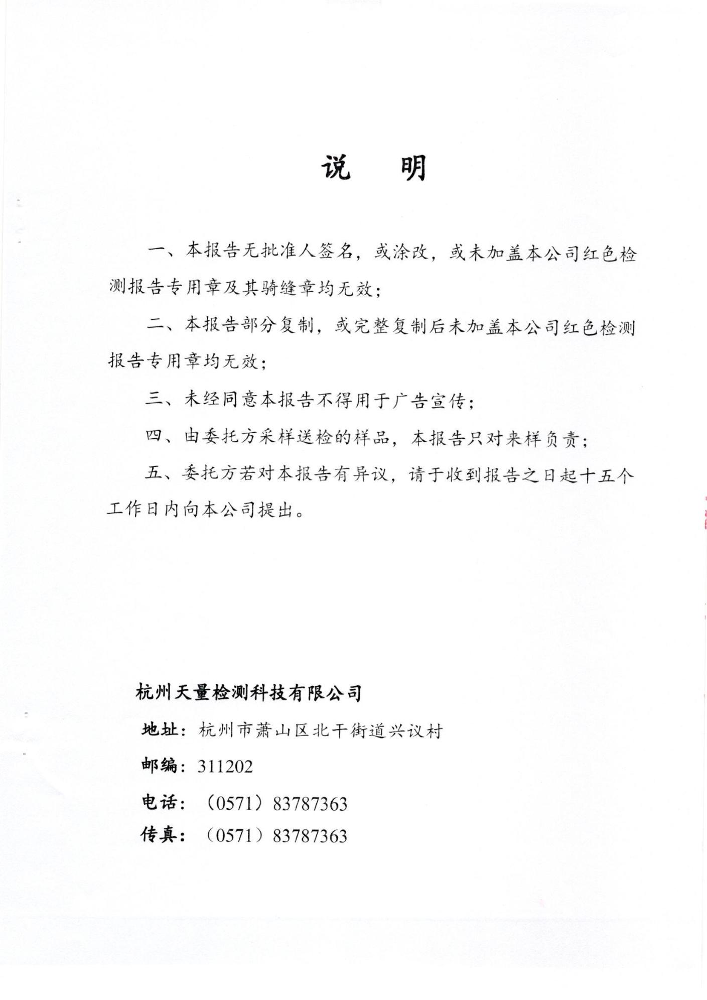 说 明
一、本报告无批准人签名，或涂改，或未加盖本公司红色检
测报告专用章及其骑缝章均无效；
二、本报告部分复制，或完整复制后未加盖本公司红色检测
报告专用章均无效；
三、未经同意本报告不得用于广告宣传；
四、由委托方采样送检的样品，本报告只对来样负责；
五、委托方若对本报告有异议，请于收到报告之日起十五个
工作日内向本公司提出。
杭州天量检测科技有限公司
地址：杭州市萧山区北干街道兴议村
邮编：311202
电话：（0571）83787363
传真：（0571）83787363